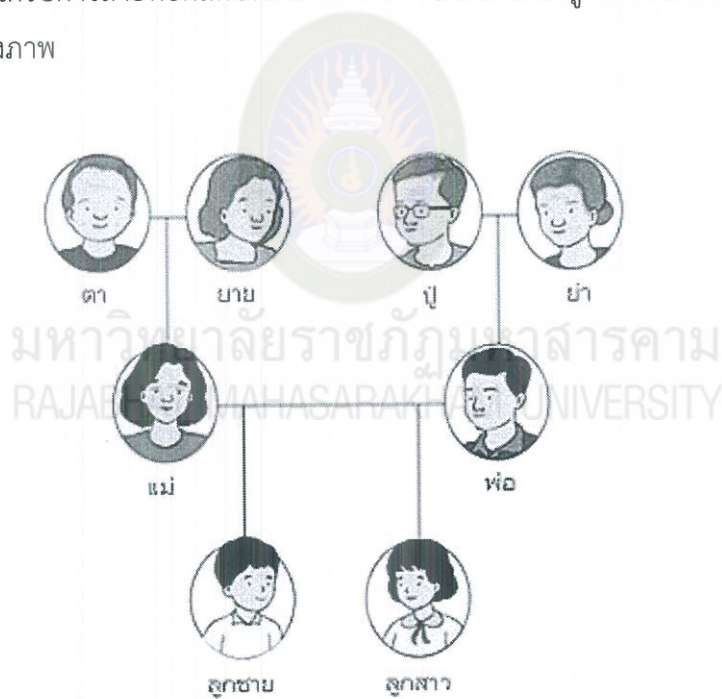 งภาพ
ตา
ยาย
ปู่
ย่า
มหาวิทยาลัยราชภัฏมหาสารคาม
RAJABHAT MAHASARAKHAM UNIVERSITY
แม่
พ่อ
ลูกชาย
ลูกสาว